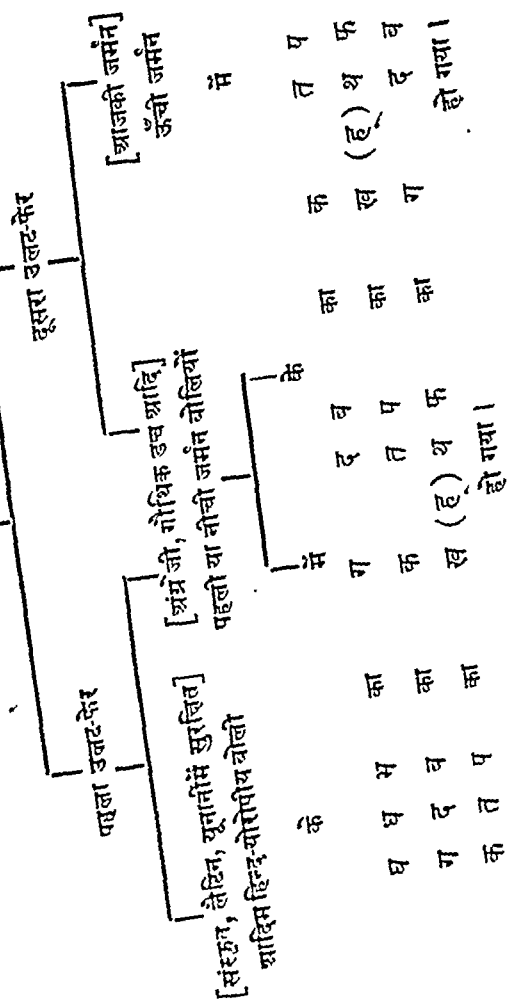 पहला उलट-फेर दूसरा उलट-फेर
[संस्कृत, लैटिन, यूनानीमें सुरक्षित] [अंग्रेजी, गौथिक डच आदि] [आजकी जर्मन]
आदिम हिन्द-योरोपीय बोली पहली या नीची जर्मन बोलियों ऊँची जर्मन
के में के में
घ ध भ का ग द ब का क त प
ग द ब का क त प का ख (ह्) थ फ
क त प का ख (ह्) थ फ का ग द ब
हो गया। हो गया।